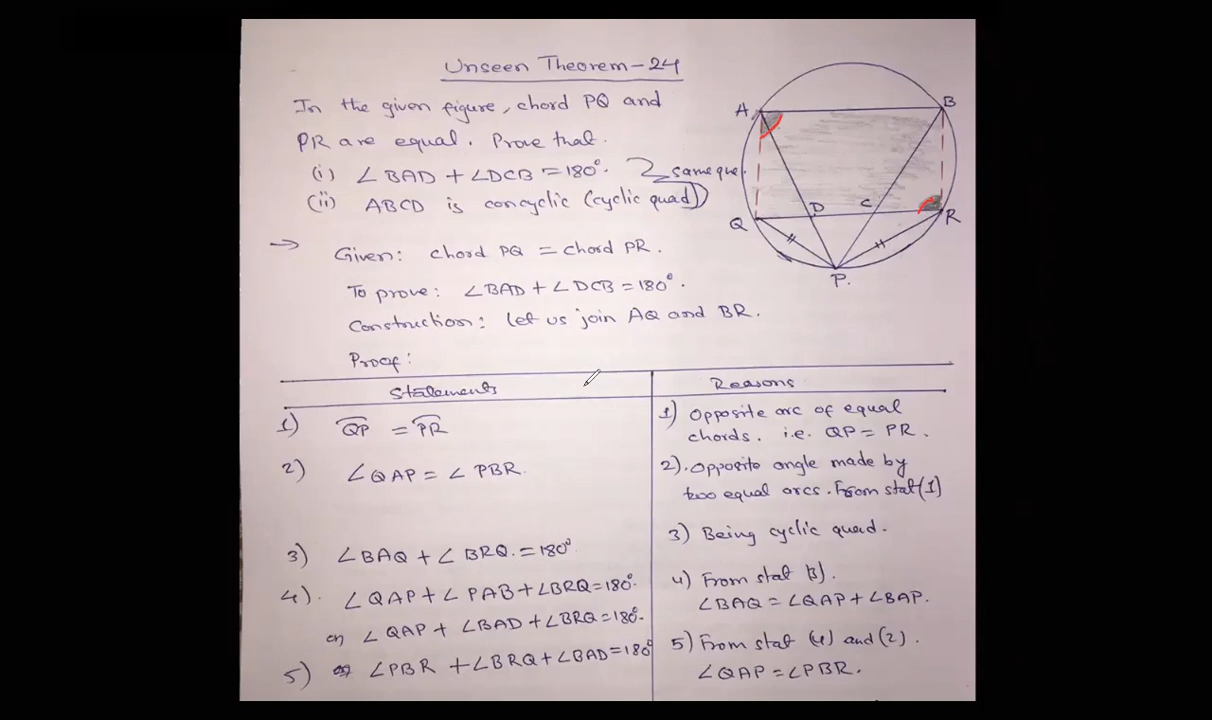 Unseen Theorem-24
In the given figure, chord PQ and
PR are equal. Prove that.
(i) ∠BAD + ∠DCB = 180°. same que.
(ii) ABCD is concyclic (cyclic quad)
→ Given: chord PQ = chord PR.
To prove: ∠BAD + ∠DCB = 180°.
Construction: let us join AQ and BR.
Proof:
A
B
Q
D
C
R
P.
Statements
Reasons
1) QP = PR
1) Opposite arc of equal
chords. i.e. QP = PR.
2) ∠QAP = ∠PBR.
2). Opposite angle made by
two equal arcs. From stat(1)
3) ∠BAQ + ∠BRQ. = 180°
3) Being cyclic quad.
4). ∠QAP + ∠PAB + ∠BRQ = 180°.
or ∠QAP + ∠BAD + ∠BRQ = 180°.
4) From stat (3).
∠BAQ = ∠QAP + ∠BAP.
5) ∠PBR + ∠BRQ + ∠BAD = 180°
5) From stat (4) and (2).
∠QAP = ∠PBR.